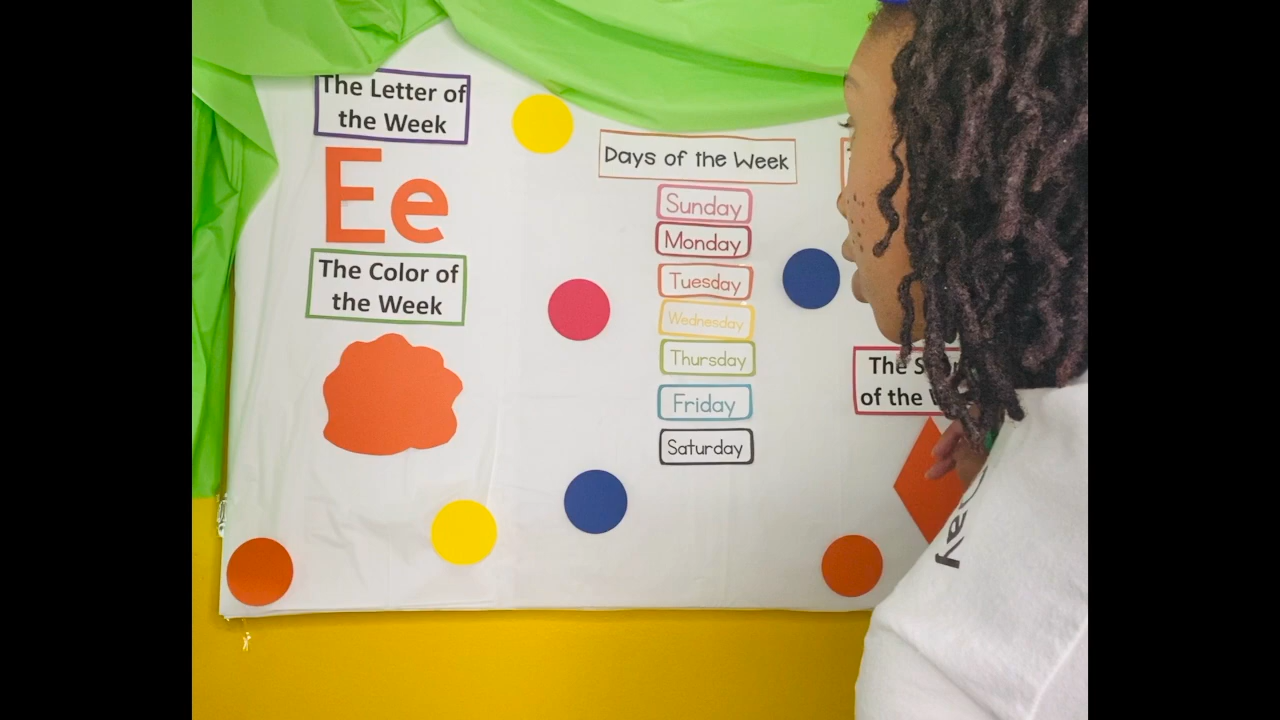 The Letter of
the Week
Ee
The Color of
the Week
Days of the Week
Sunday
Monday
Tuesday
Wednesday
Thursday
Friday
Saturday
The
of the